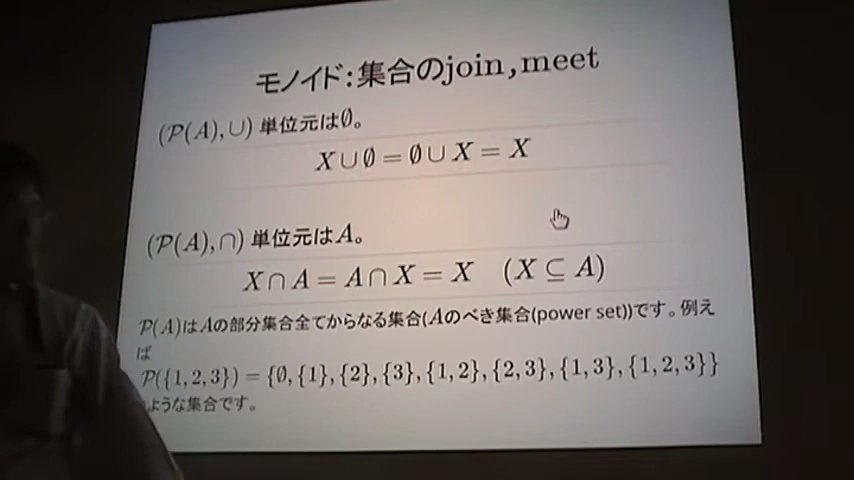 モノイド:集合のjoin,meet
(𝒫(A),∪) 単位元は∅。
X ∪ ∅ = ∅ ∪ X = X
(𝒫(A),∩) 単位元はA。
X ∩ A = A ∩ X = X (X ⊆ A)
𝒫(A)はAの部分集合全てからなる集合(Aのべき集合(power set))です。例え
ば
𝒫({1, 2, 3}) = {∅, {1}, {2}, {3}, {1, 2}, {2, 3}, {1, 3}, {1, 2, 3}}
ような集合です。